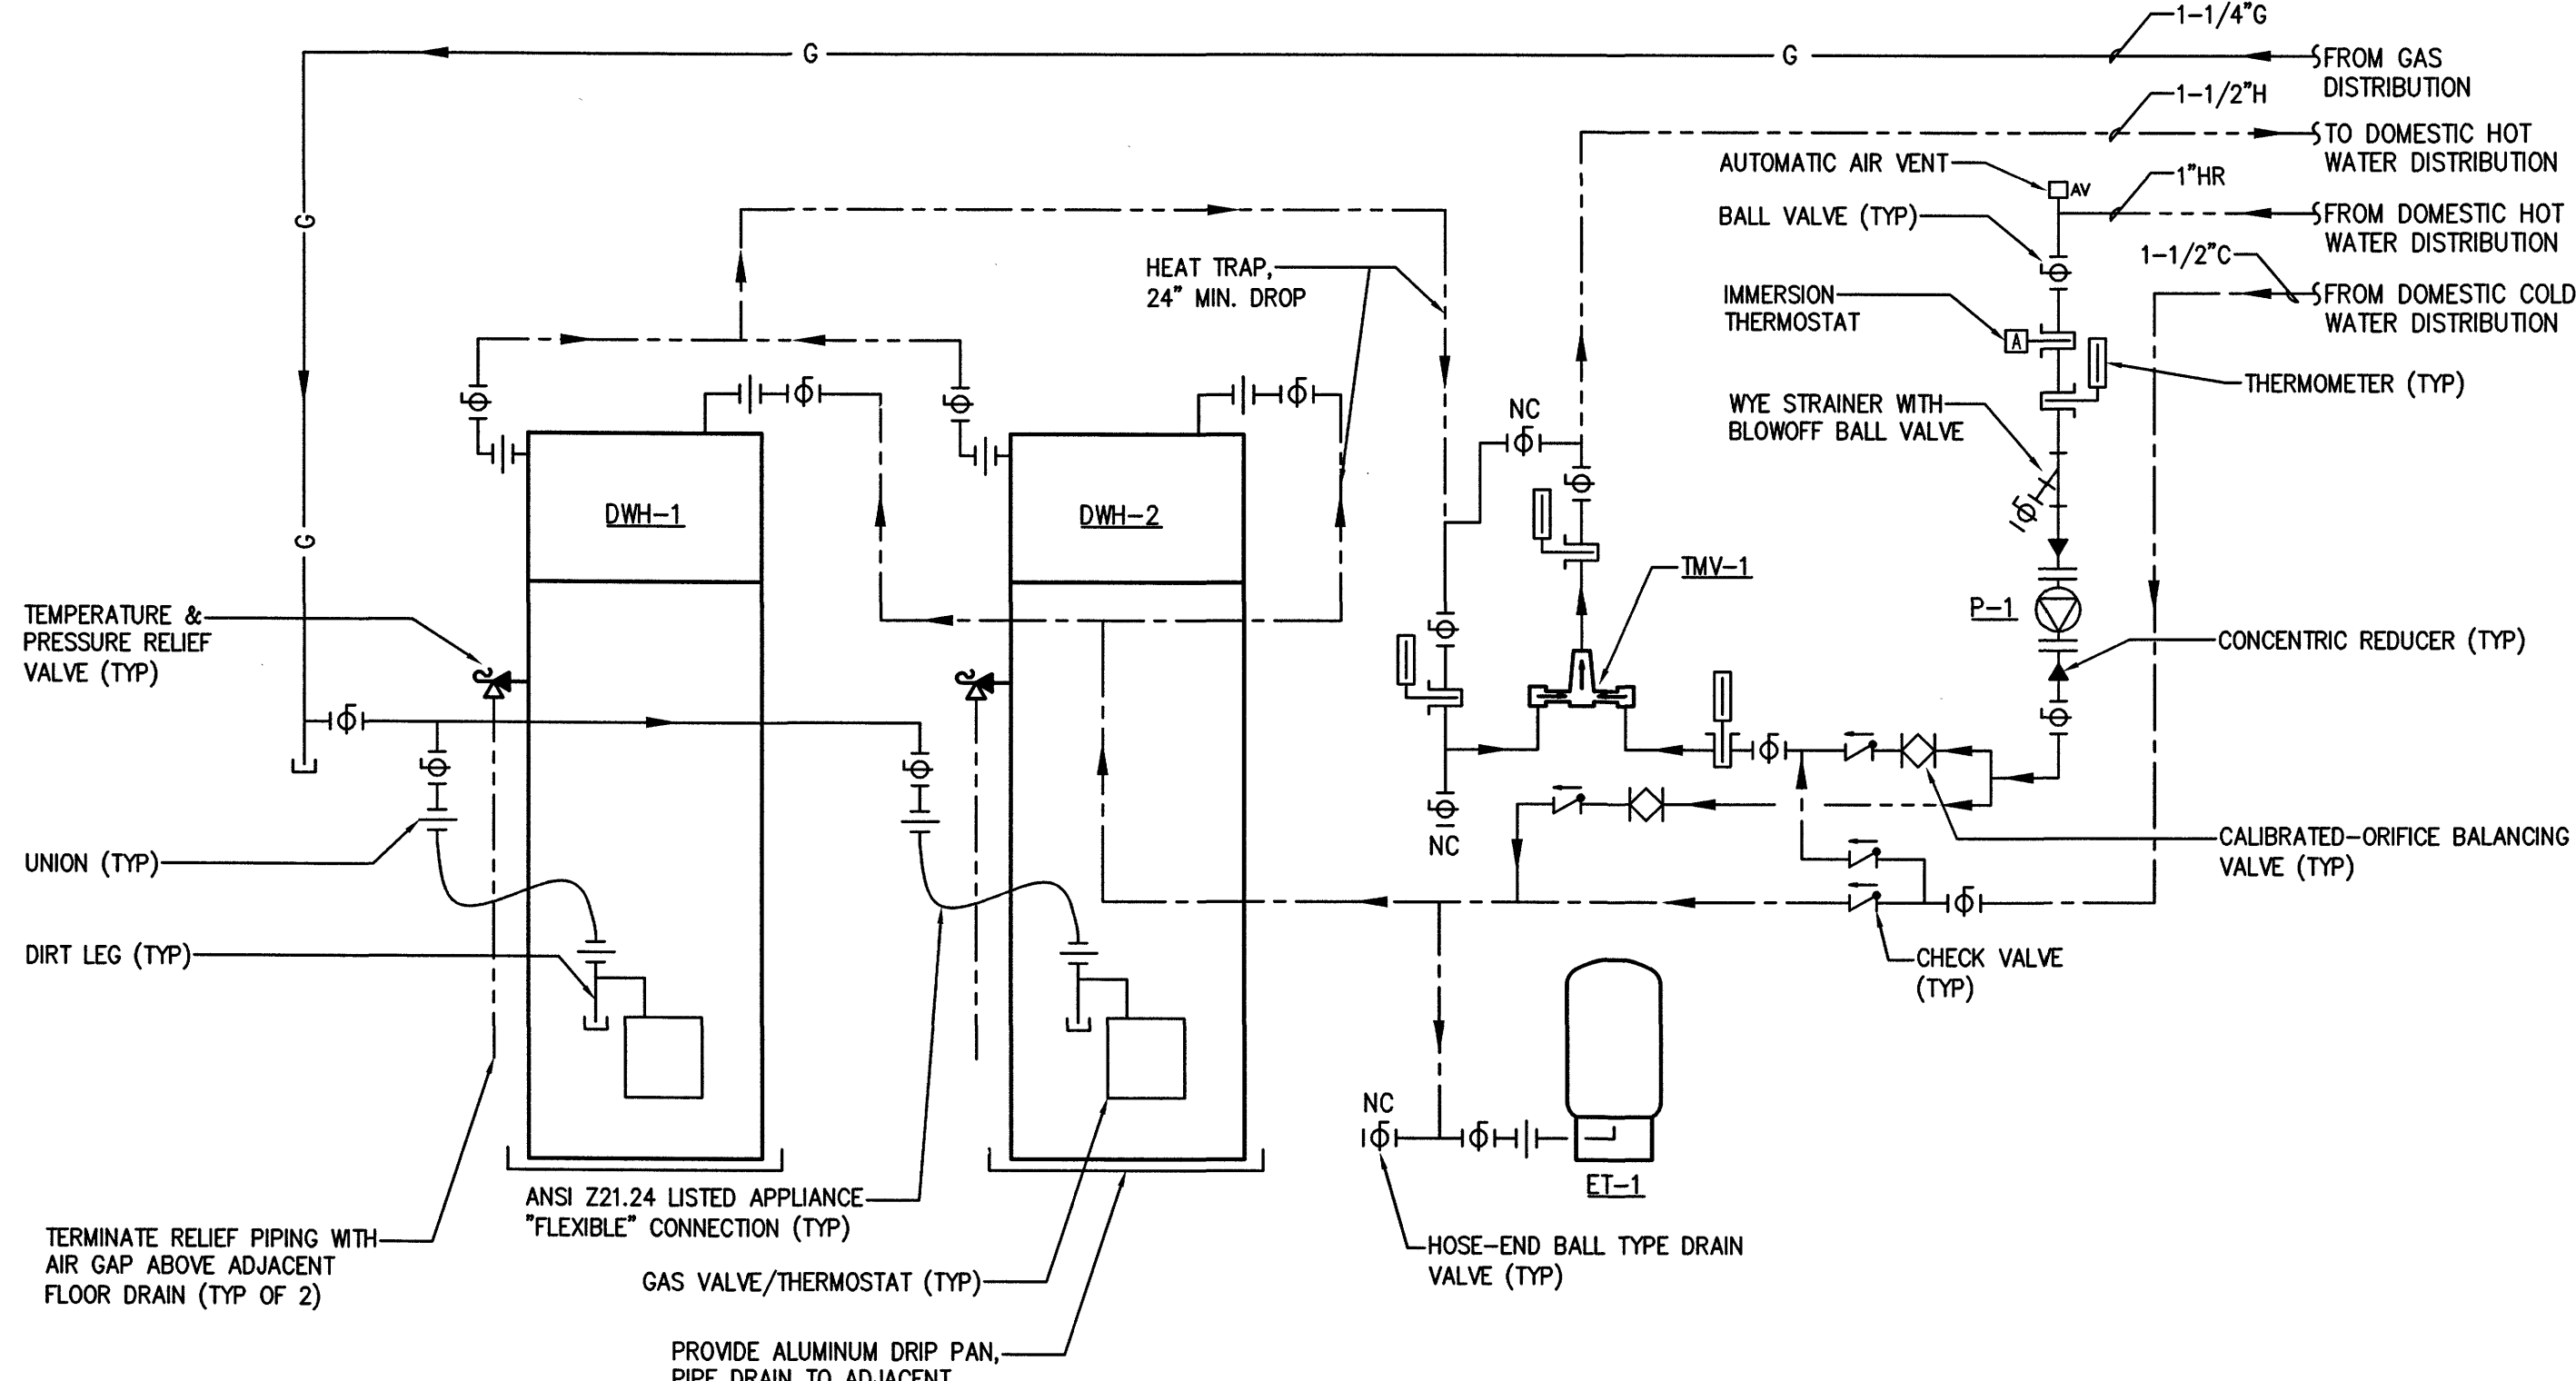 1-1/4"G
G
G
FROM GAS
DISTRIBUTION
1-1/2"H
TO DOMESTIC HOT
WATER DISTRIBUTION
AUTOMATIC AIR VENT
AV
1"HR
BALL VALVE (TYP)
FROM DOMESTIC HOT
WATER DISTRIBUTION
G
1-1/2"C
HEAT TRAP,
24" MIN. DROP
IMMERSION
THERMOSTAT
FROM DOMESTIC COLD
WATER DISTRIBUTION
A
THERMOMETER (TYP)
WYE STRAINER WITH
BLOWOFF BALL VALVE
NC
DWH-1
DWH-2
G
TMV-1
P-1
TEMPERATURE &
PRESSURE RELIEF
VALVE (TYP)
CONCENTRIC REDUCER (TYP)
NC
CALIBRATED-ORIFICE BALANCING
VALVE (TYP)
UNION (TYP)
DIRT LEG (TYP)
CHECK VALVE
(TYP)
NC
ET-1
ANSI Z21.24 LISTED APPLIANCE
"FLEXIBLE" CONNECTION (TYP)
TERMINATE RELIEF PIPING WITH
AIR GAP ABOVE ADJACENT
FLOOR DRAIN (TYP OF 2)
HOSE-END BALL TYPE DRAIN
VALVE (TYP)
GAS VALVE/THERMOSTAT (TYP)
PROVIDE ALUMINUM DRIP PAN,
PIPE DRAIN TO ADJACENT